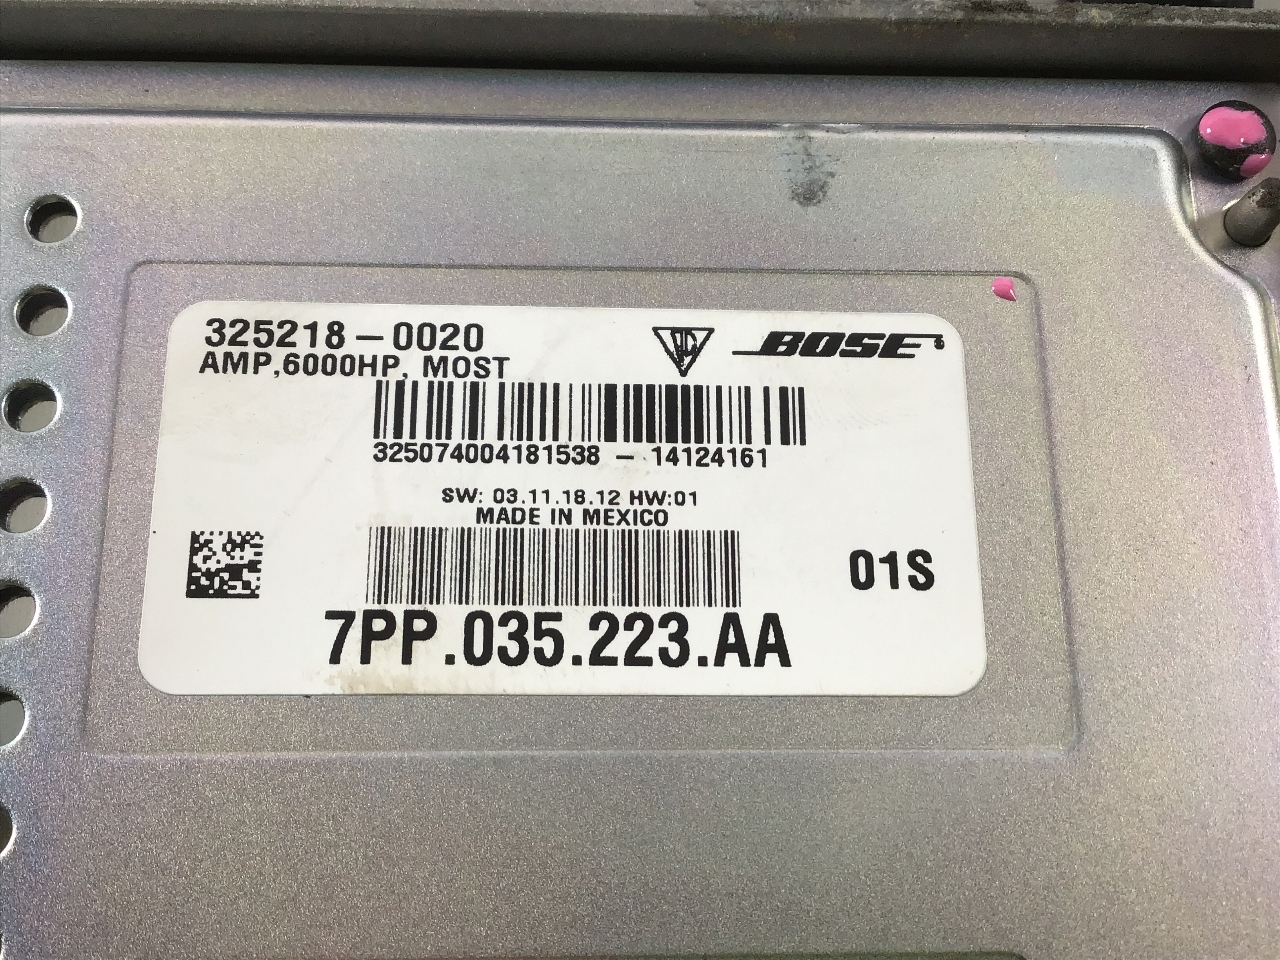 325218-0020
AMP,6000HP, MOST
BOSE
325074004181538 - 14124161
SW: 03.11.18.12 HW:01
MADE IN MEXICO
01S
7PP.035.223.AA